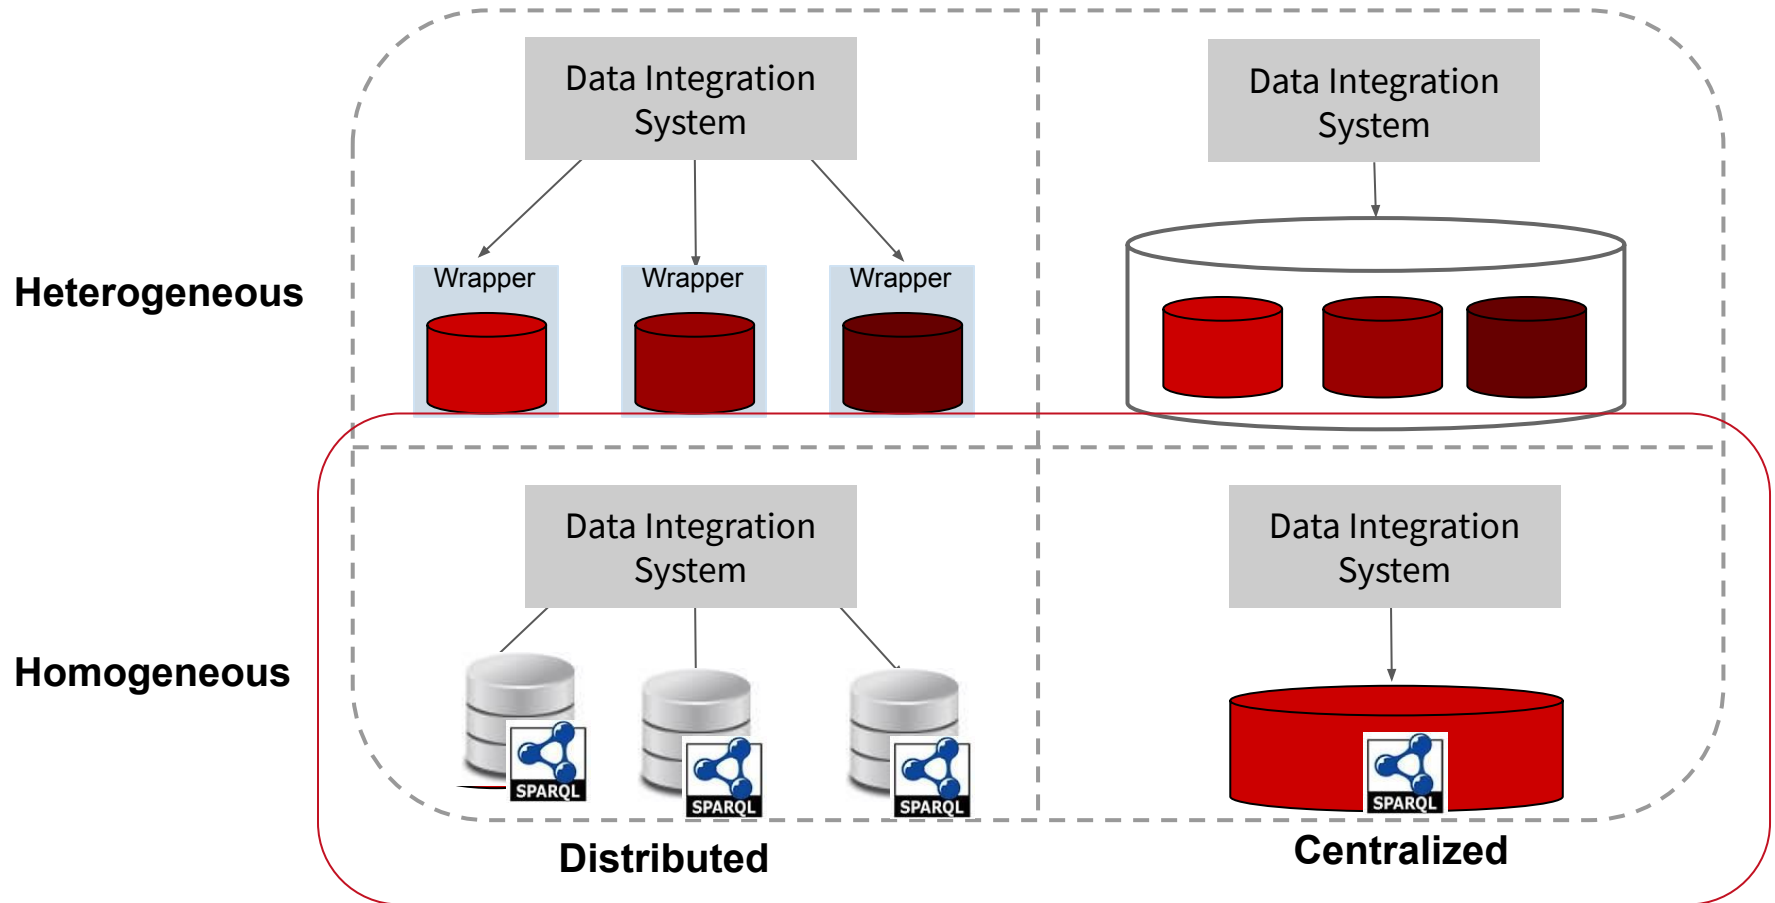 Data Integration
System
Data Integration
System
Heterogeneous
Wrapper
Wrapper
Wrapper
Data Integration
System
Data Integration
System
Homogeneous
SPARQL
SPARQL
SPARQL
SPARQL
Distributed
Centralized